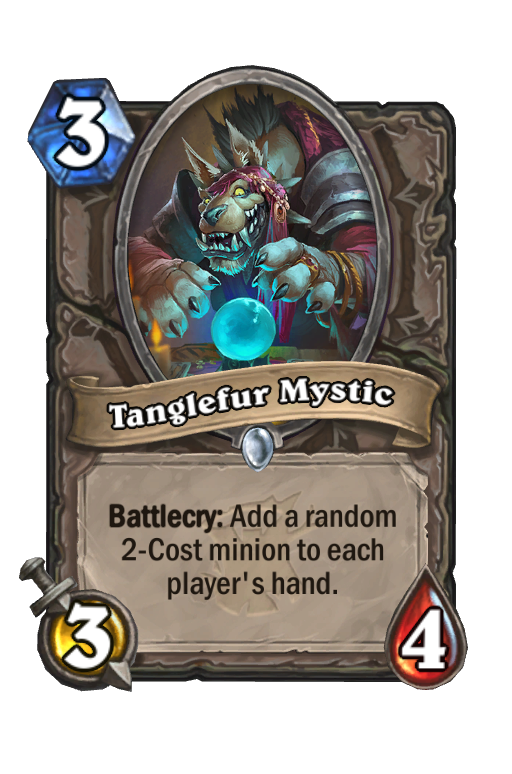 3
Tanglefur Mystic
Battlecry: Add a random
2-Cost minion to each
player's hand.
3
4